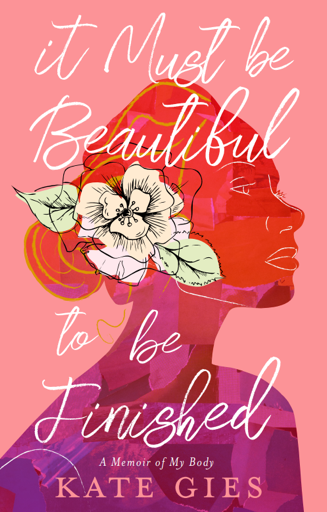 it Must be
Beautiful
to be
Finished
A Memoir of My Body
KATE GIES